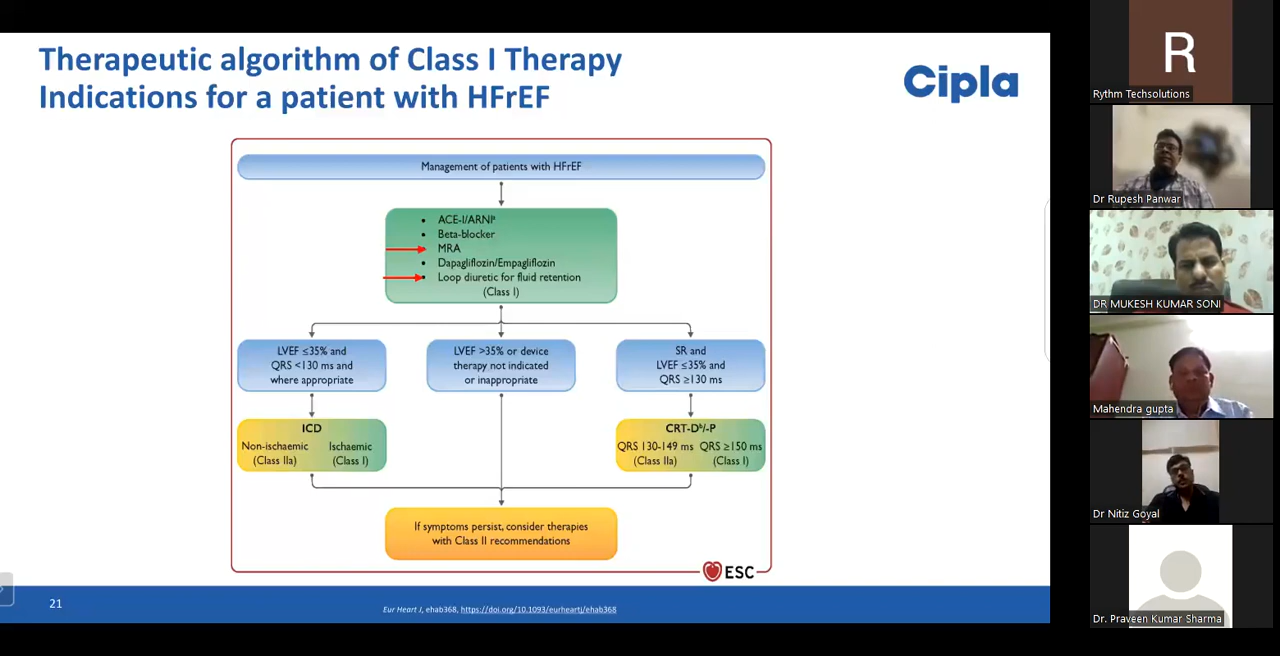 Therapeutic algorithm of Class I Therapy
Indications for a patient with HFrEF
Cipla
Management of patients with HFrEF
• ACE-I/ARNIᵃ
• Beta-blocker
• MRA
• Dapagliflozin/Empagliflozin
• Loop diuretic for fluid retention
(Class I)
LVEF ≤35% and
QRS <130 ms and
where appropriate
LVEF >35% or device
therapy not indicated
or inappropriate
SR and
LVEF ≤35% and
QRS ≥130 ms
ICD
Non-ischaemic
(Class IIa)
Ischaemic
(Class I)
CRT-Dᵇ/-P
QRS 130-149 ms
(Class IIa)
QRS ≥150 ms
(Class I)
If symptoms persist, consider therapies
with Class II recommendations
ESC
21
Eur Heart J, ehab368, https://doi.org/10.1093/eurheartj/ehab368
R
Rythm Techsolutions
Dr Rupesh Panwar
DR MUKESH KUMAR SONI
Mahendra gupta
Dr Nitiz Goyal
Dr. Praveen Kumar Sharma